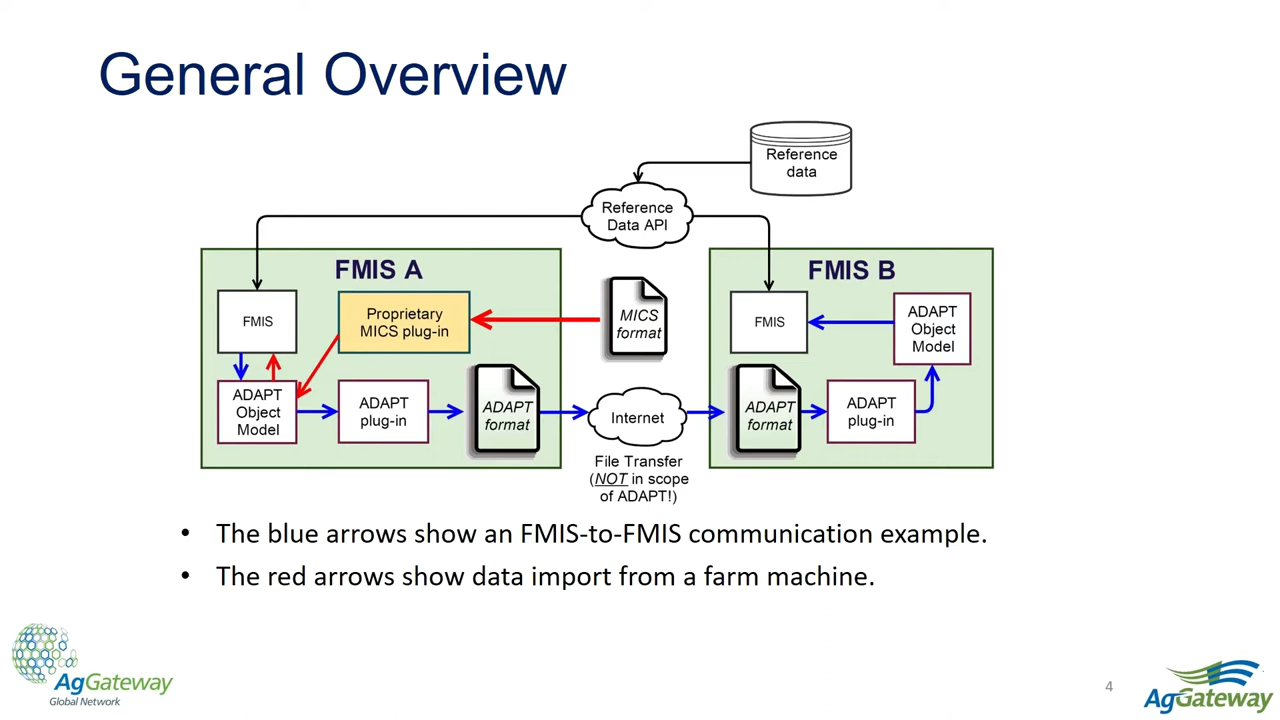 General Overview
Reference
data
Reference
Data API
FMIS A
FMIS B
FMIS
Proprietary
MICS plug-in
MICS
format
FMIS
ADAPT
Object
Model
ADAPT
Object
Model
ADAPT
plug-in
ADAPT
format
Internet
ADAPT
format
ADAPT
plug-in
File Transfer
(NOT in scope
of ADAPT!)
• The blue arrows show an FMIS-to-FMIS communication example.
• The red arrows show data import from a farm machine.
AgGateway
Global Network
4
AgGateway